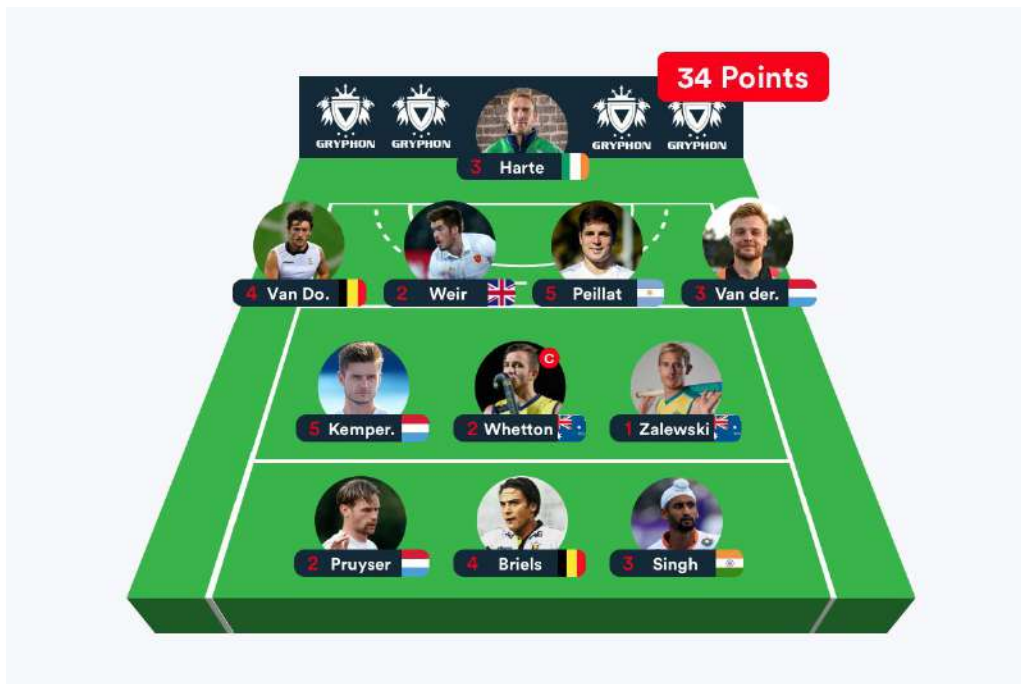 34 Points
GRYPHON GRYPHON GRYPHON GRYPHON
3 Harte
4 Van Do. 2 Weir 5 Peillat 3 Van der.
C
5 Kemper. 2 Whetton 1 Zalewski
2 Pruyser 4 Briels 3 Singh